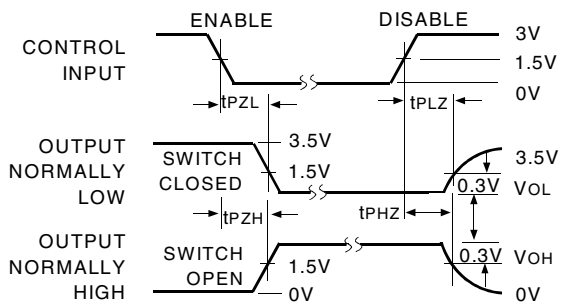 ENABLE DISABLE
CONTROL INPUT
3V
1.5V
0V
tPZL tPLZ
OUTPUT NORMALLY LOW
SWITCH CLOSED
3.5V
1.5V
3.5V
0.3V VOL
tPZH tPHZ
OUTPUT NORMALLY HIGH
SWITCH OPEN
1.5V
0V
0.3V VOH
0V